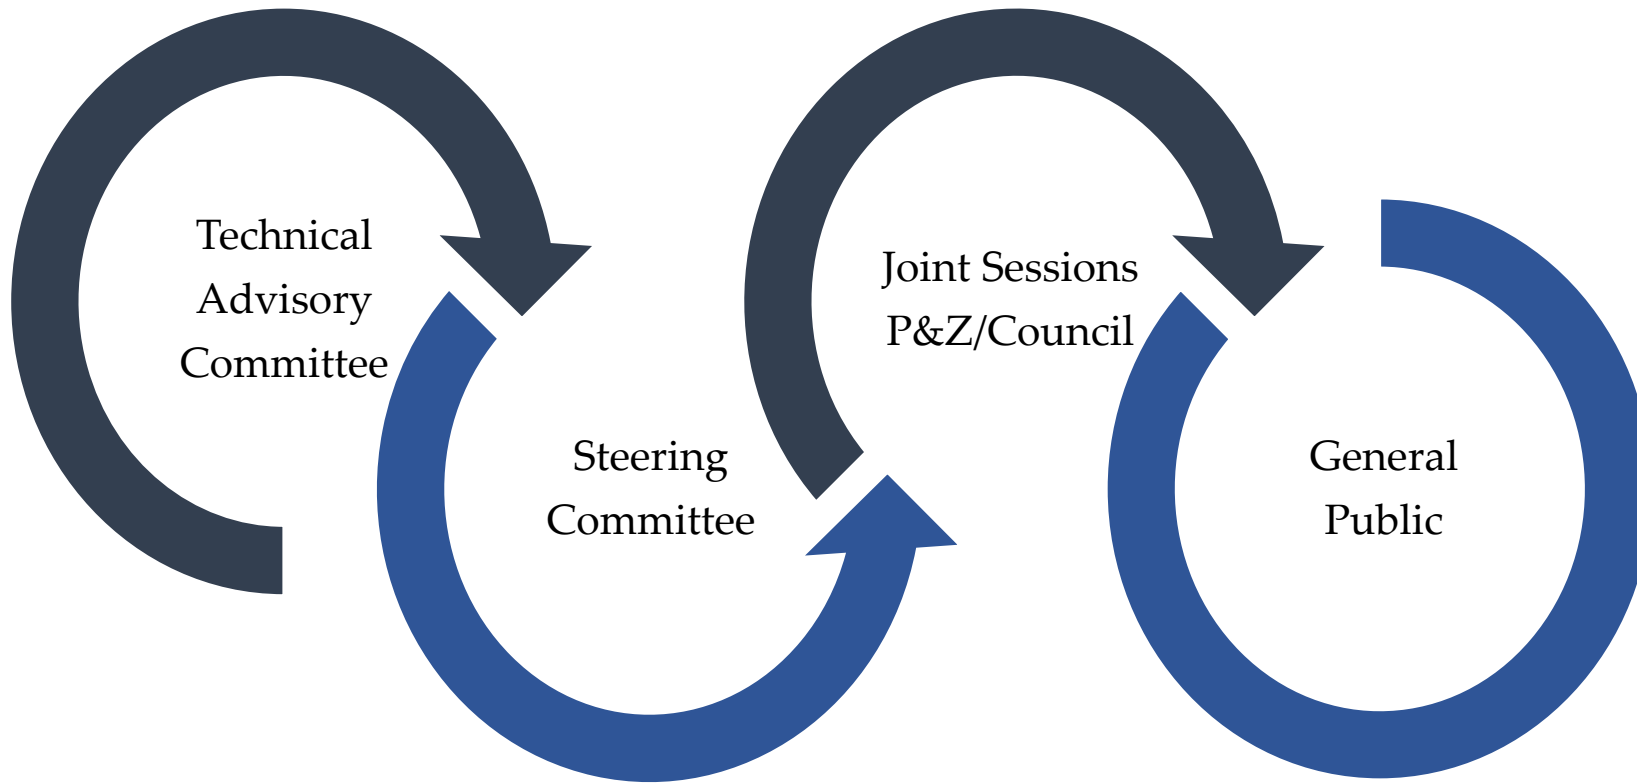 Technical
Advisory
Committee
Steering
Committee
Joint Sessions
P&Z/Council
General
Public